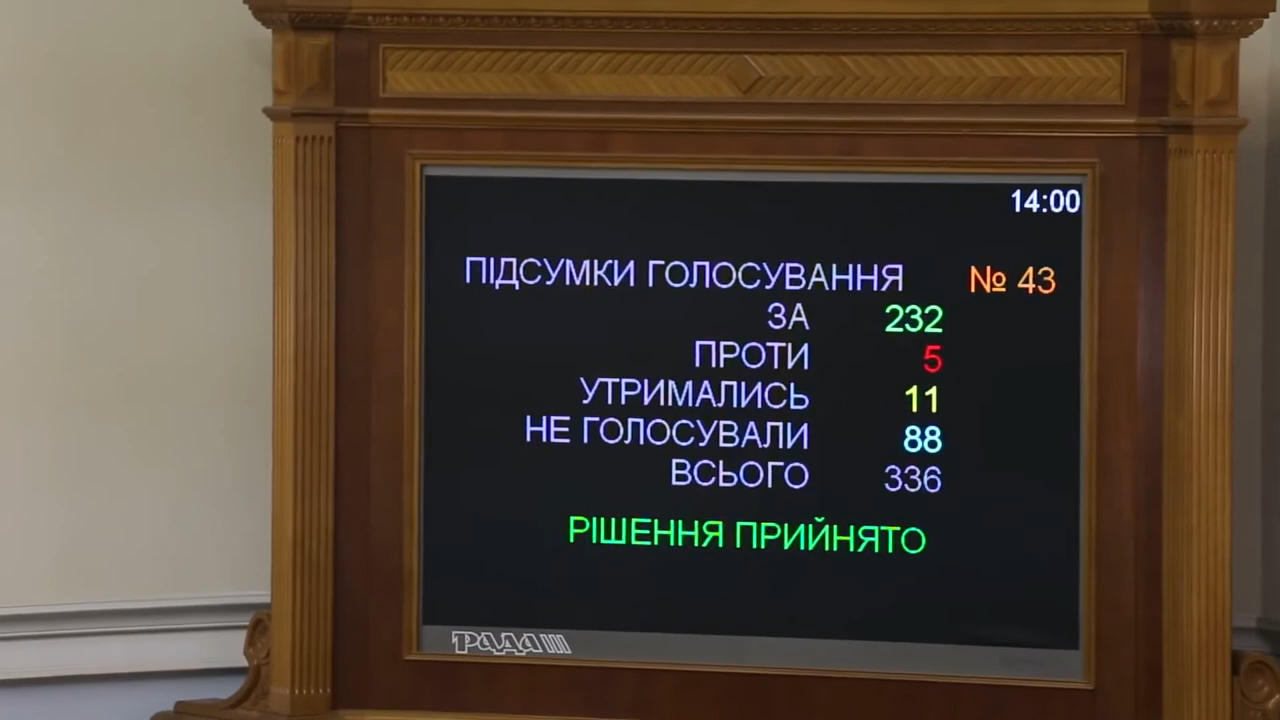 14:00
ПІДСУМКИ ГОЛОСУВАННЯ № 43
ЗА 232
ПРОТИ 5
УТРИМАЛИСЬ 11
НЕ ГОЛОСУВАЛИ 88
ВСЬОГО 336
РІШЕННЯ ПРИЙНЯТО
РАДА III